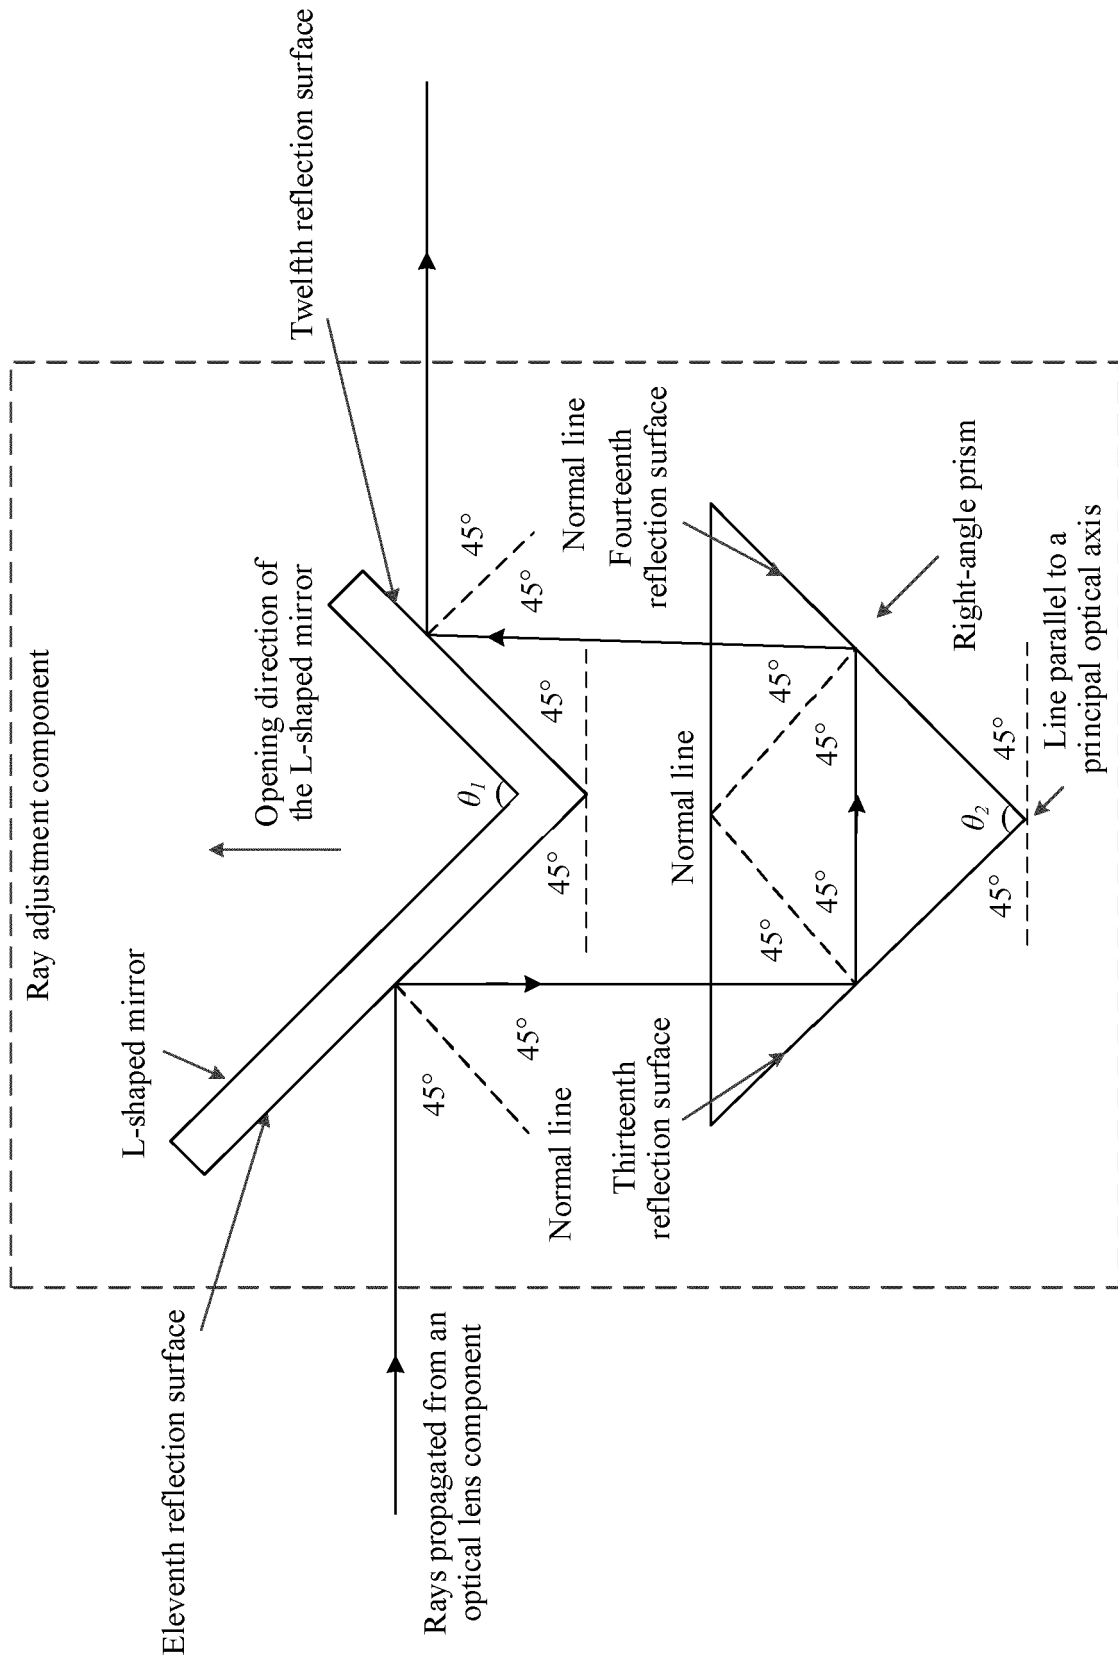 Ray adjustment component
L-shaped mirror
Opening direction of
the L-shaped mirror
Twelfth reflection surface
Eleventh reflection surface
θ1
45°
45°
45°
45°
45°
45°
Rays propagated from an
optical lens component
Normal line
Normal line
Thirteenth
reflection surface
Normal line
Fourteenth
reflection surface
45°
45°
45°
45°
θ2
45°
45°
Right-angle prism
Line parallel to a
principal optical axis